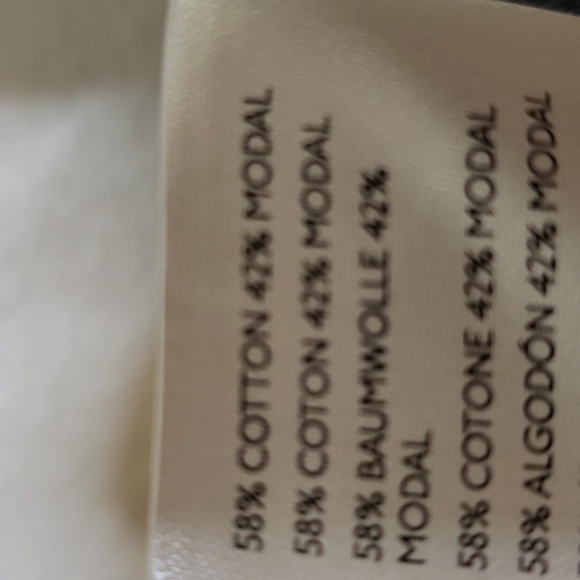 58% COTTON 42% MODAL
58% COTON 42% MODAL
58% BAUMWOLLE 42%
MODAL
58% COTONE 42% MODAL
58% ALGODÓN 42% MODAL